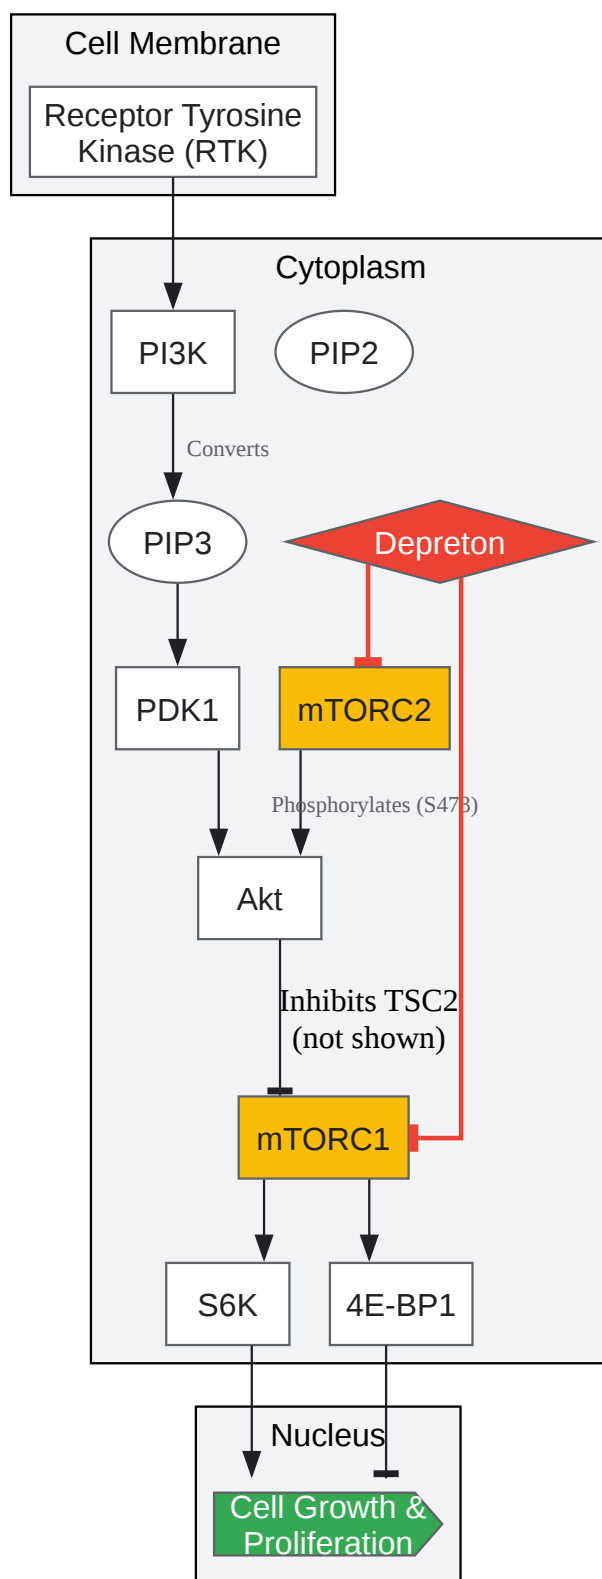 Cell Membrane
Receptor Tyrosine
Kinase (RTK)
Cytoplasm
PI3K
PIP2
Converts
PIP3
Depreton
PDK1
mTORC2
Phosphorylates (S473)
Akt
Inhibits TSC2
(not shown)
mTORC1
S6K
4E-BP1
Nucleus
Cell Growth &
Proliferation